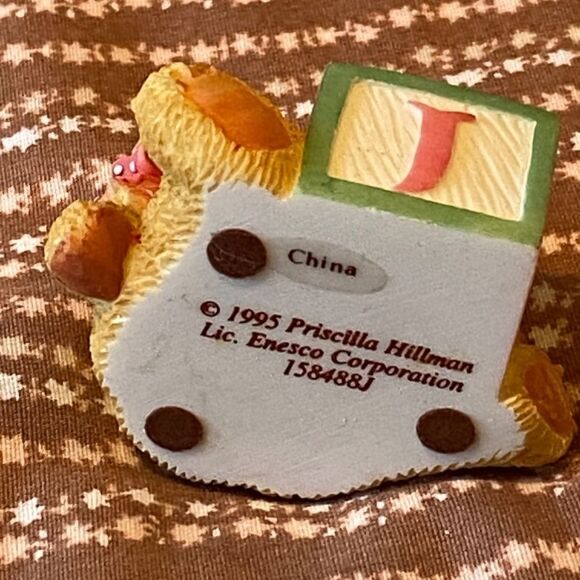 J
China
© 1995 Priscilla Hillman
Lic. Enesco Corporation
158488J